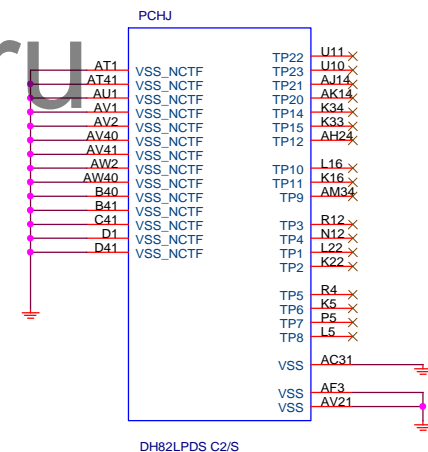 PCHJ
ru
AT1 VSS_NCTF
AT41 VSS_NCTF
AU1 VSS_NCTF
AV1 VSS_NCTF
AV2 VSS_NCTF
AV40 VSS_NCTF
AV41 VSS_NCTF
AW2 VSS_NCTF
AW40 VSS_NCTF
B40 VSS_NCTF
B41 VSS_NCTF
C41 VSS_NCTF
D1 VSS_NCTF
D41 VSS_NCTF
TP22 U11
TP23 U10
TP21 AJ14
TP20 AK14
TP14 K34
TP15 K33
TP12 AH24
TP10 L16
TP11 K16
TP9 AM34
TP3 R12
TP4 N12
TP1 L22
TP2 K22
TP5 R4
TP6 K5
TP7 P5
TP8 L5
VSS AC31
VSS AF3
VSS AV21
DH82LPDS C2/S